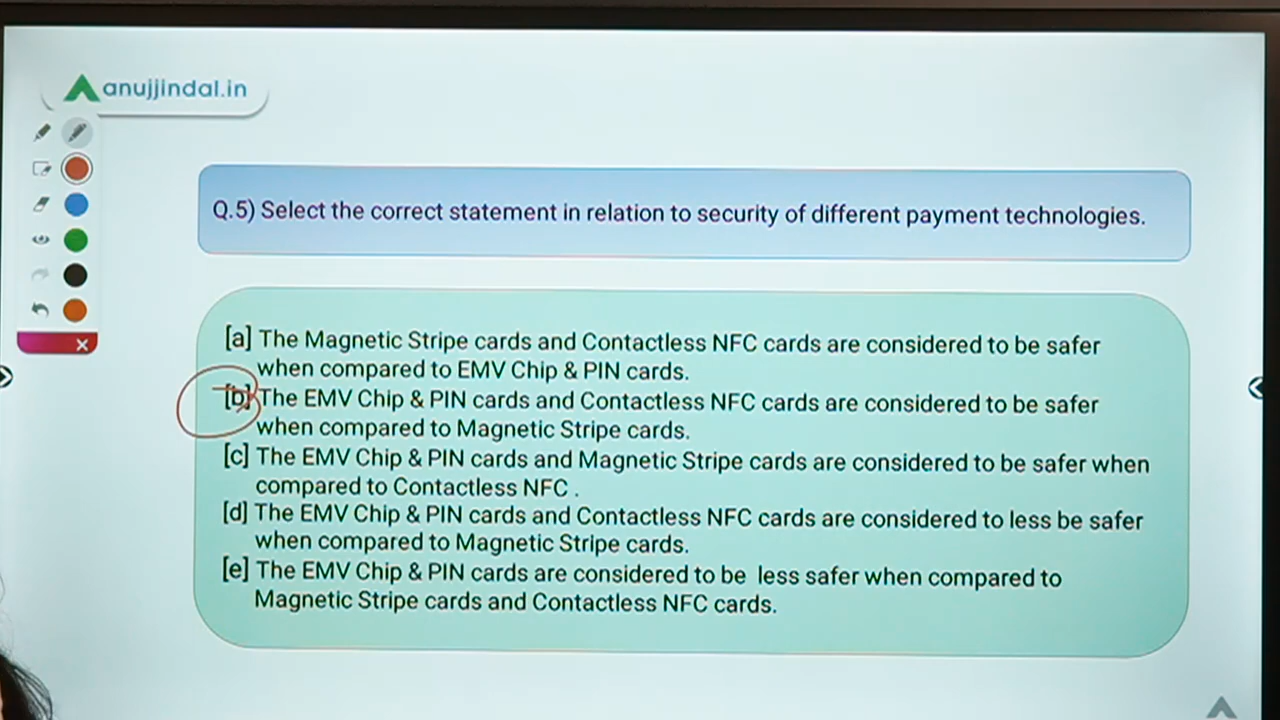 anujjindal.in
Q.5) Select the correct statement in relation to security of different payment technologies.
[a] The Magnetic Stripe cards and Contactless NFC cards are considered to be safer
when compared to EMV Chip & PIN cards.
[b] The EMV Chip & PIN cards and Contactless NFC cards are considered to be safer
when compared to Magnetic Stripe cards.
[c] The EMV Chip & PIN cards and Magnetic Stripe cards are considered to be safer when
compared to Contactless NFC .
[d] The EMV Chip & PIN cards and Contactless NFC cards are considered to less be safer
when compared to Magnetic Stripe cards.
[e] The EMV Chip & PIN cards are considered to be less safer when compared to
Magnetic Stripe cards and Contactless NFC cards.